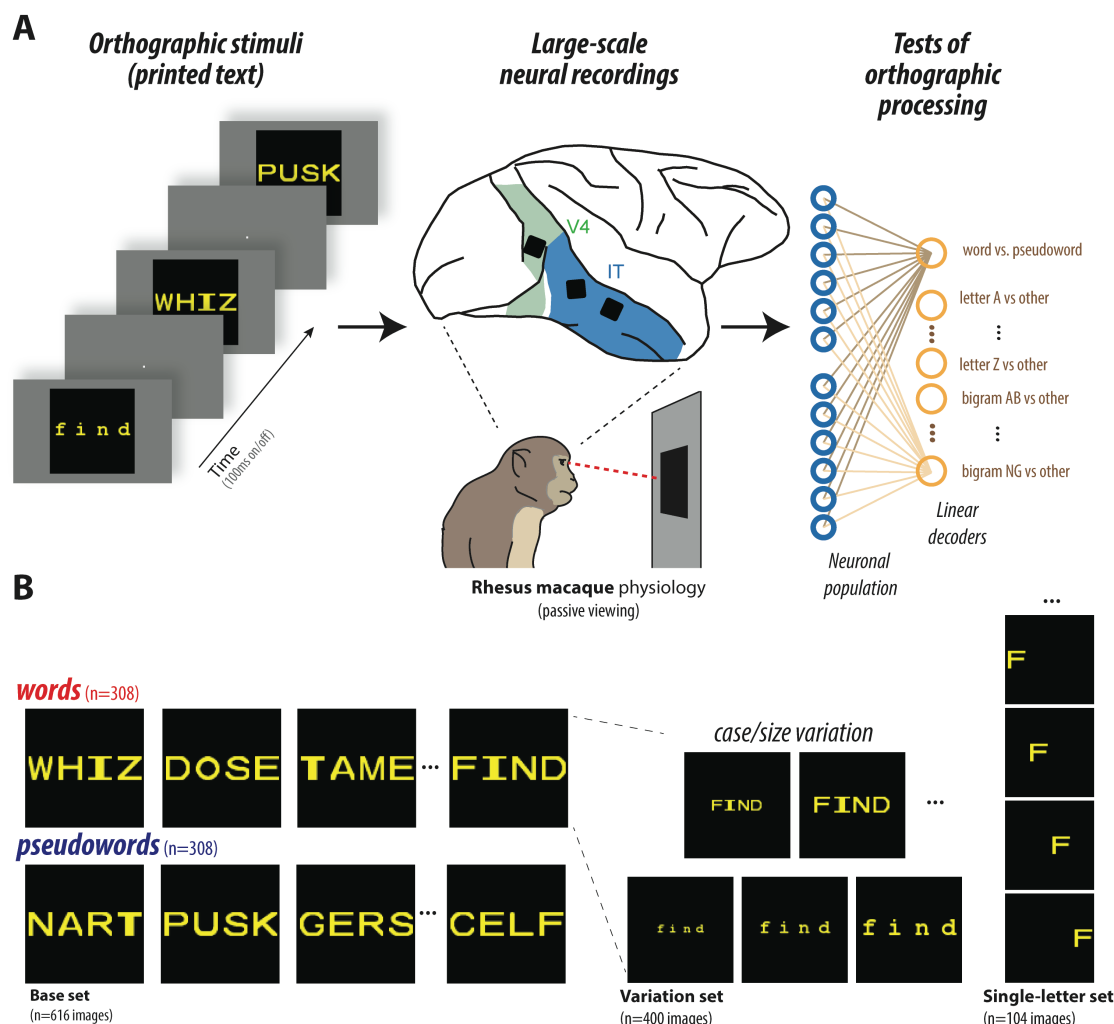 A
Orthographic stimuli
(printed text)
Large-scale
neural recordings
Tests of
orthographic
processing
PUSK
WHIZ
find
Time
(100ms on/off)
V4
IT
word vs. pseudoword
letter A vs other
...
letter Z vs other
bigram AB vs other
...
bigram NG vs other
Linear
decoders
Neuronal
population
Rhesus macaque physiology
(passive viewing)
B
words (n=308)
WHIZ DOSE TAME ... FIND
pseudowords (n=308)
NART PUSK GERS ... CELF
Base set
(n=616 images)
case/size variation
FIND FIND ...
find find find
Variation set
(n=400 images)
...
F
F
F
F
Single-letter set
(n=104 images)